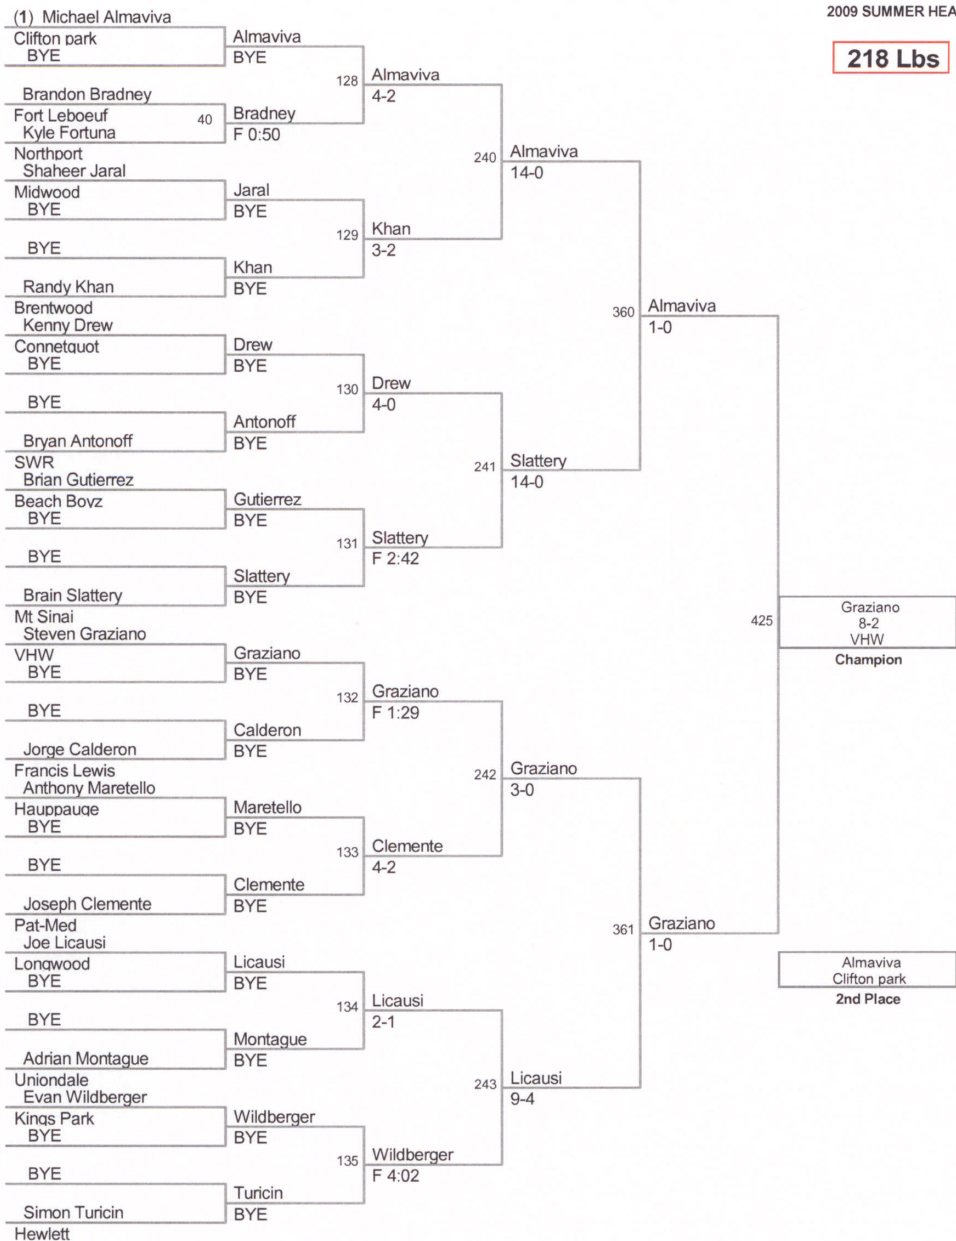 2009 SUMMER HEA
218 Lbs
(1) Michael Almaviva
Clifton park
BYE
Brandon Bradney
Fort Leboeuf
Kyle Fortuna
Northport
Shaheer Jaral
Midwood
BYE
BYE
Randy Khan
Brentwood
Kenny Drew
Connetquot
BYE
BYE
Bryan Antonoff
SWR
Brian Gutierrez
Beach Boyz
BYE
BYE
Brain Slattery
Mt Sinai
Steven Graziano
VHW
BYE
BYE
Jorge Calderon
Francis Lewis
Anthony Maretello
Hauppauge
BYE
BYE
Joseph Clemente
Pat-Med
Joe Licausi
Longwood
BYE
BYE
Adrian Montague
Uniondale
Evan Wildberger
Kings Park
BYE
BYE
Simon Turicin
Hewlett
Almaviva
BYE
40
Bradney
F 0:50
Jaral
BYE
Khan
BYE
Drew
BYE
Antonoff
BYE
Gutierrez
BYE
Slattery
BYE
Graziano
BYE
Calderon
BYE
Maretello
BYE
Clemente
BYE
Licausi
BYE
Montague
BYE
Wildberger
BYE
Turicin
BYE
128
Almaviva
4-2
129
Khan
3-2
130
Drew
4-0
131
Slattery
F 2:42
132
Graziano
F 1:29
133
Clemente
4-2
134
Licausi
2-1
135
Wildberger
F 4:02
240
Almaviva
14-0
241
Slattery
14-0
242
Graziano
3-0
243
Licausi
9-4
360
Almaviva
1-0
361
Graziano
1-0
425
Graziano
8-2
VHW
Champion
Almaviva
Clifton park
2nd Place